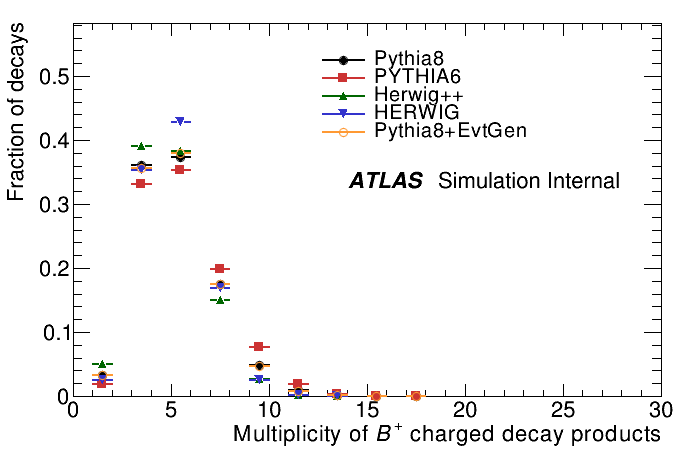 Fraction of decays
0.5
0.4
0.3
0.2
0.1
0
Pythia8
PYTHIA6
Herwig++
HERWIG
Pythia8+EvtGen
ATLAS Simulation Internal
0 5 10 15 20 25 30
Multiplicity of B⁺ charged decay products